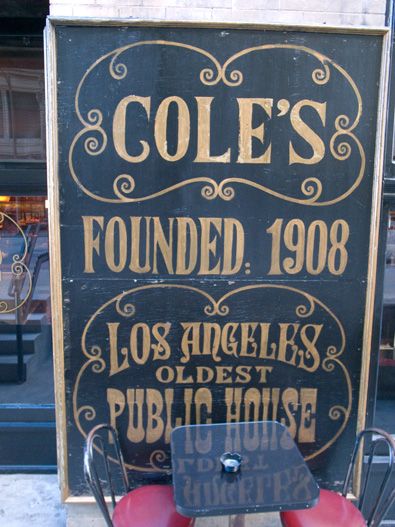 COLE'S
FOUNDED: 1908
LOS ANGELES
OLDEST
PUBLIC HOUSE